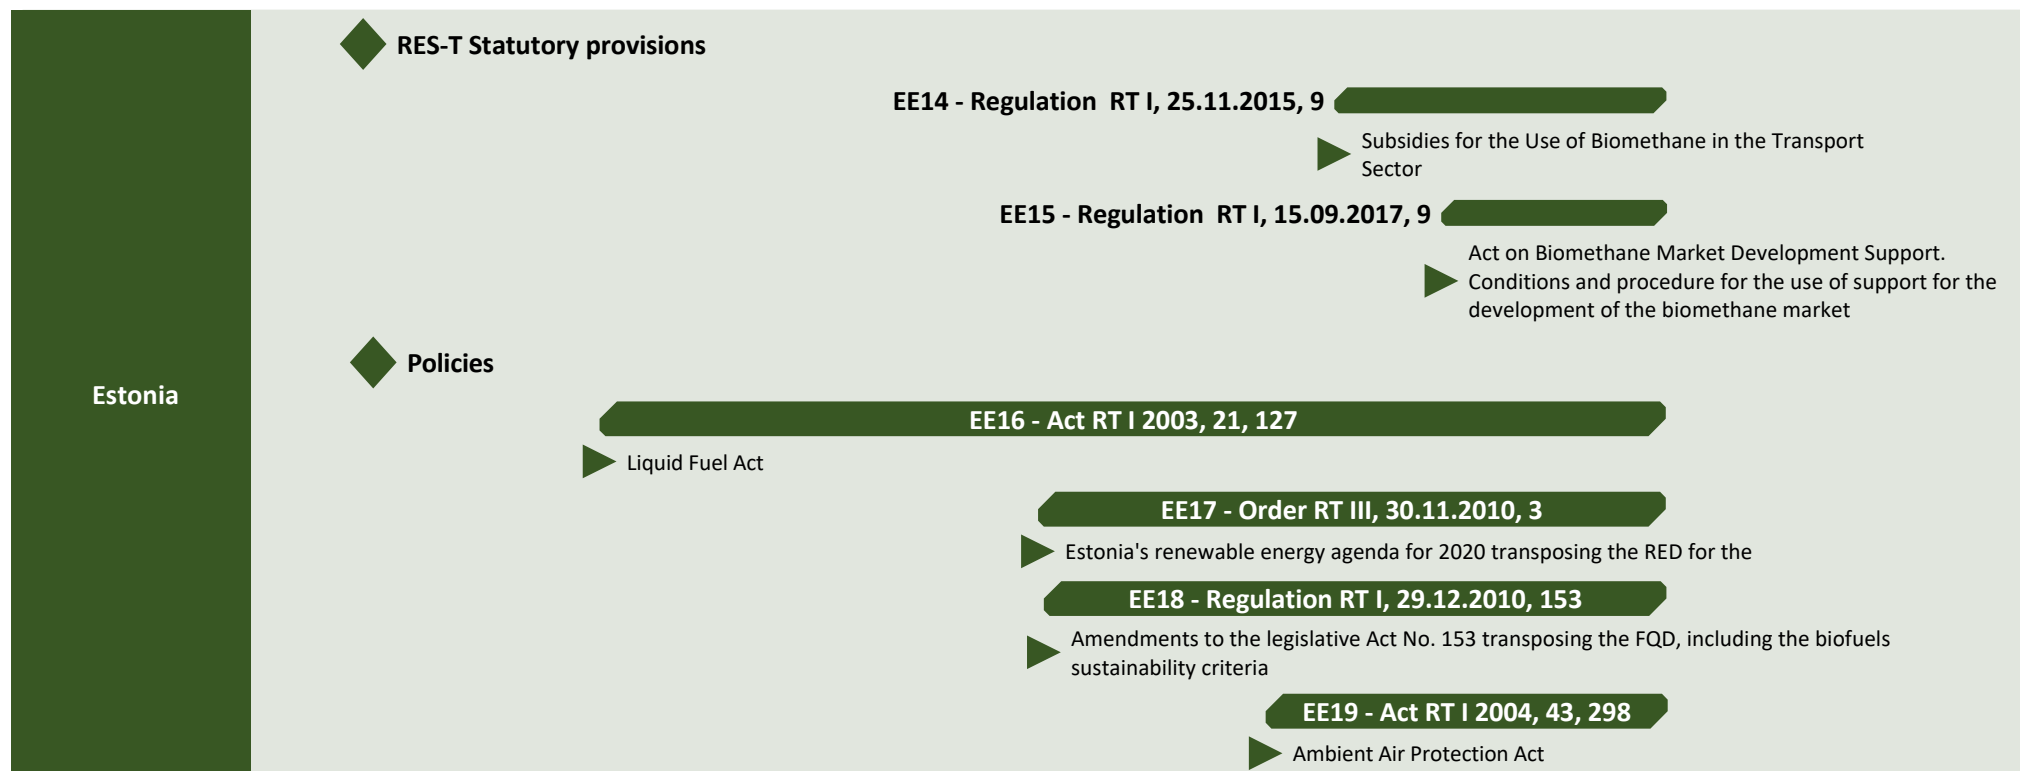 RES-T Statutory provisions
EE14 - Regulation  RT I, 25.11.2015, 9
Subsidies for the Use of Biomethane in the Transport
Sector
EE15 - Regulation  RT I, 15.09.2017, 9
Act on Biomethane Market Development Support.
Conditions and procedure for the use of support for the
development of the biomethane market
Policies
Estonia
EE16 - Act RT I 2003, 21, 127
Liquid Fuel Act
EE17 - Order RT III, 30.11.2010, 3
Estonia's renewable energy agenda for 2020 transposing the RED for the
EE18 - Regulation RT I, 29.12.2010, 153
Amendments to the legislative Act No. 153 transposing the FQD, including the biofuels
sustainability criteria
EE19 - Act RT I 2004, 43, 298
Ambient Air Protection Act